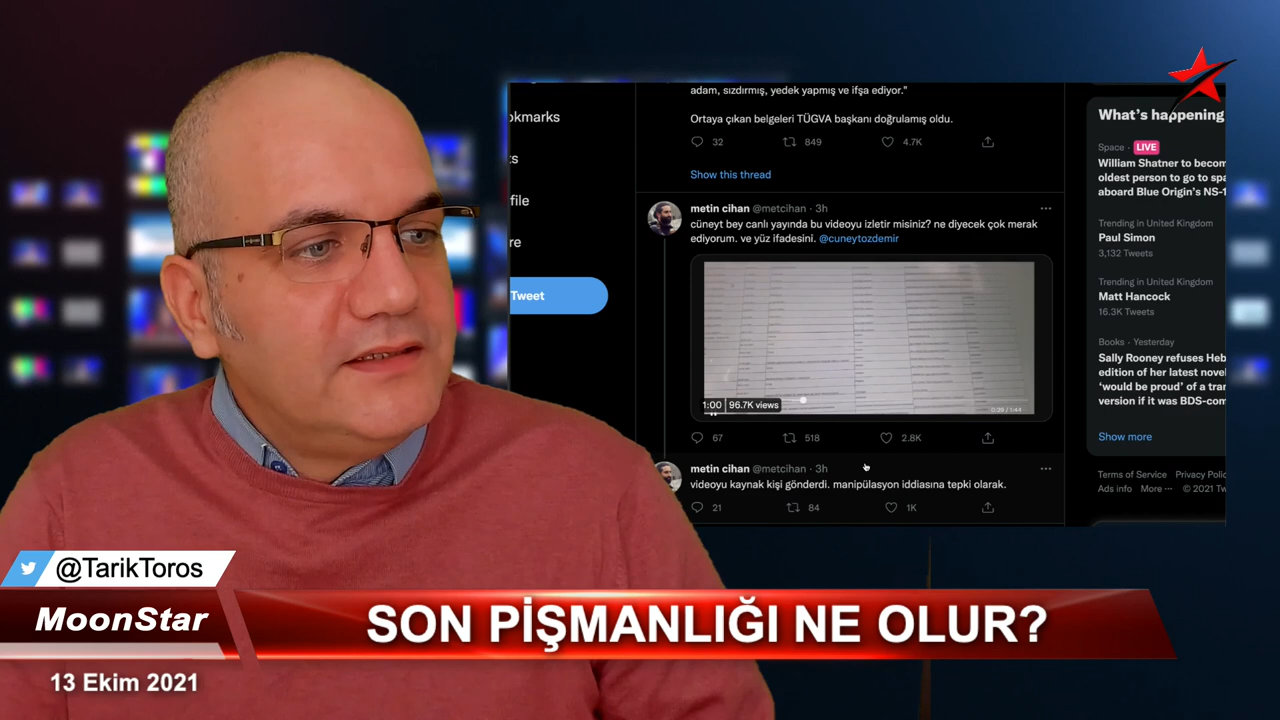 adam, sızdırmış, yedek yapmış ve ifşa ediyor."
Ortaya çıkan belgeleri TÜGVA başkanı doğrulamış oldu.
32 849 4.7K
Show this thread
metin cihan @metcihan · 3h
cüneyt bey canlı yayında bu videoyu izletir misiniz? ne diyecek çok merak
ediyorum. ve yüz ifadesini. @cuneytozdemir
1:00 96.7K views
0:29 / 1:44
67 518 2.8K
metin cihan @metcihan · 3h
videoyu kaynak kişi gönderdi. manipülasyon iddiasına tepki olarak.
21 84 1K
okmarks
ts
file
re
Tweet
What's happening
Space · LIVE
William Shatner to becom
oldest person to go to spa
aboard Blue Origin's NS-1
Trending in United Kingdom
Paul Simon
3,132 Tweets
Trending in United Kingdom
Matt Hancock
16.3K Tweets
Books · Yesterday
Sally Rooney refuses Heb
edition of her latest novel
'would be proud' of a tran
version if it was BDS-com
Show more
Terms of Service Privacy Polic
Ads info More ··· © 2021 Tw
@TarikToros
MoonStar
SON PİŞMANLIĞI NE OLUR?
13 Ekim 2021